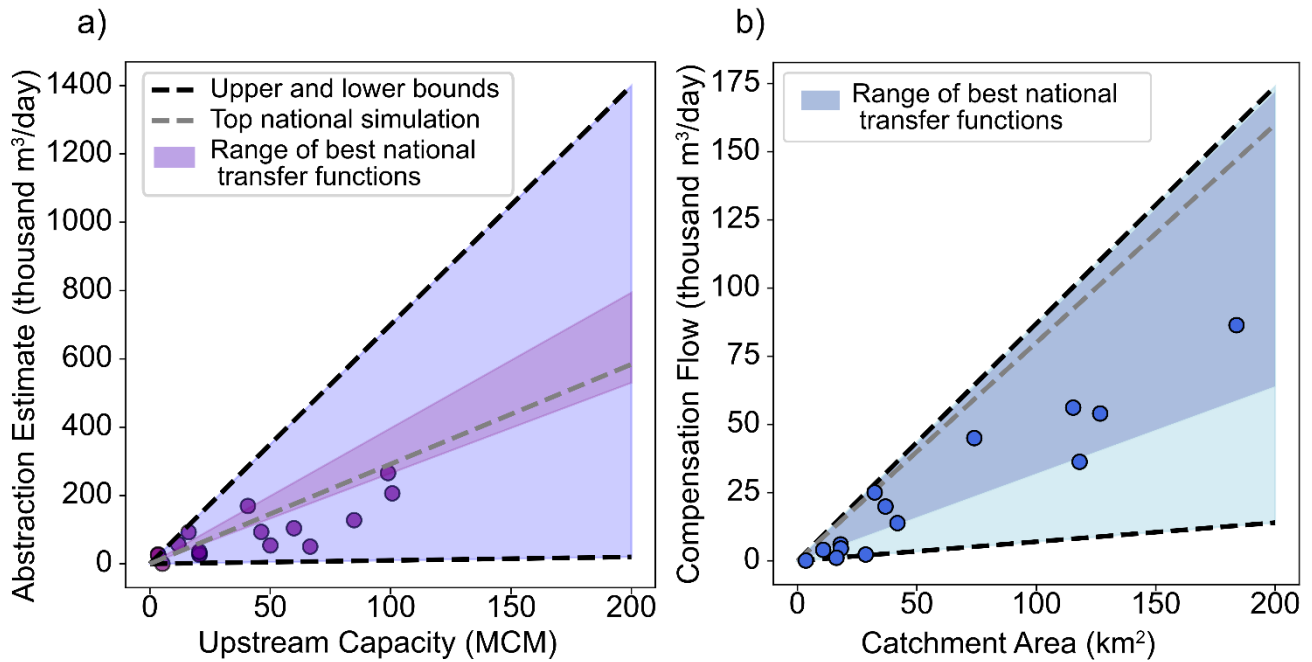 a)
Abstraction Estimate (thousand m³/day)
1400
1200
1000
800
600
400
200
0
Upper and lower bounds
Top national simulation
Range of best national
transfer functions
0 50 100 150 200
Upstream Capacity (MCM)
b)
Compensation Flow (thousand m³/day)
175
150
125
100
75
50
25
0
Range of best national
transfer functions
0 50 100 150 200
Catchment Area (km²)